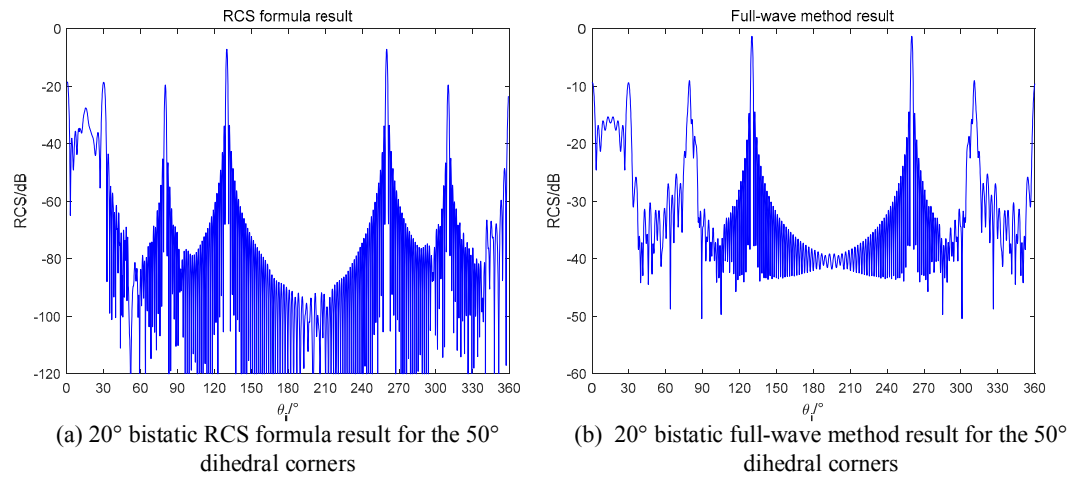 RCS formula result
0
-20
-40
-60
-80
-100
-120
RCS/dB
0 30 60 90 120 150 180 210 240 270 300 330 360
θi/°
(a) 20° bistatic RCS formula result for the 50°
dihedral corners
Full-wave method result
0
-10
-20
-30
-40
-50
-60
RCS/dB
0 30 60 90 120 150 180 210 240 270 300 330 360
θi/°
(b) 20° bistatic full-wave method result for the 50°
dihedral corners